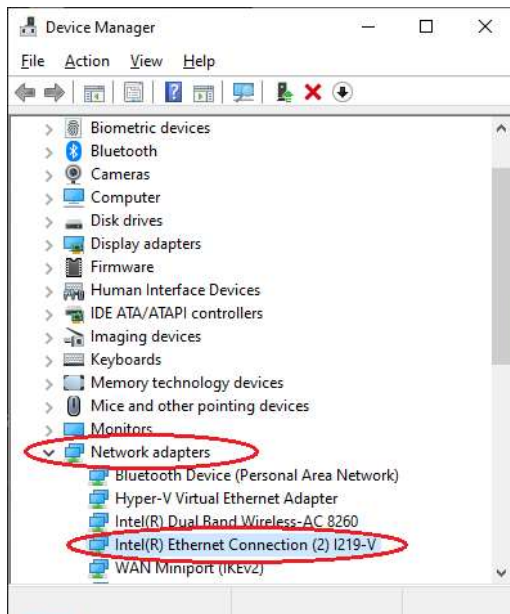 Device Manager
File Action View Help
Biometric devices
Bluetooth
Cameras
Computer
Disk drives
Display adapters
Firmware
Human Interface Devices
IDE ATA/ATAPI controllers
Imaging devices
Keyboards
Memory technology devices
Mice and other pointing devices
Monitors
Network adapters
Bluetooth Device (Personal Area Network)
Hyper-V Virtual Ethernet Adapter
Intel(R) Dual Band Wireless-AC 8260
Intel(R) Ethernet Connection (2) I219-V
WAN Miniport (IKEv2)